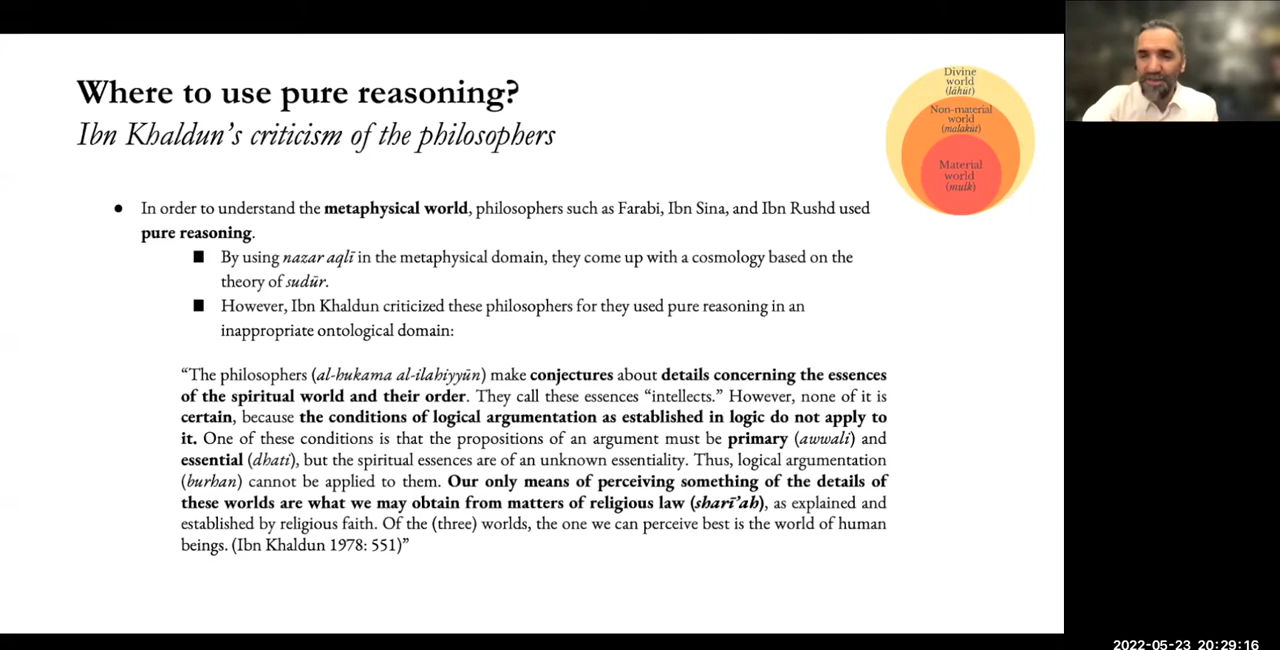 Where to use pure reasoning?
Ibn Khaldun's criticism of the philosophers
Divine
world
(lāhūt)
Non-material
world
(malakūt)
Material
world
(mulk)
● In order to understand the metaphysical world, philosophers such as Farabi, Ibn Sina, and Ibn Rushd used
pure reasoning.
■ By using nazar aqlī in the metaphysical domain, they come up with a cosmology based on the
theory of sudūr.
■ However, Ibn Khaldun criticized these philosophers for they used pure reasoning in an
inappropriate ontological domain:
“The philosophers (al-hukama al-ilahiyyūn) make conjectures about details concerning the essences
of the spiritual world and their order. They call these essences “intellects.” However, none of it is
certain, because the conditions of logical argumentation as established in logic do not apply to
it. One of these conditions is that the propositions of an argument must be primary (awwalī) and
essential (dhatī), but the spiritual essences are of an unknown essentiality. Thus, logical argumentation
(burhan) cannot be applied to them. Our only means of perceiving something of the details of
these worlds are what we may obtain from matters of religious law (sharī’ah), as explained and
established by religious faith. Of the (three) worlds, the one we can perceive best is the world of human
beings. (Ibn Khaldun 1978: 551)”
2022-05-23 20:29:16